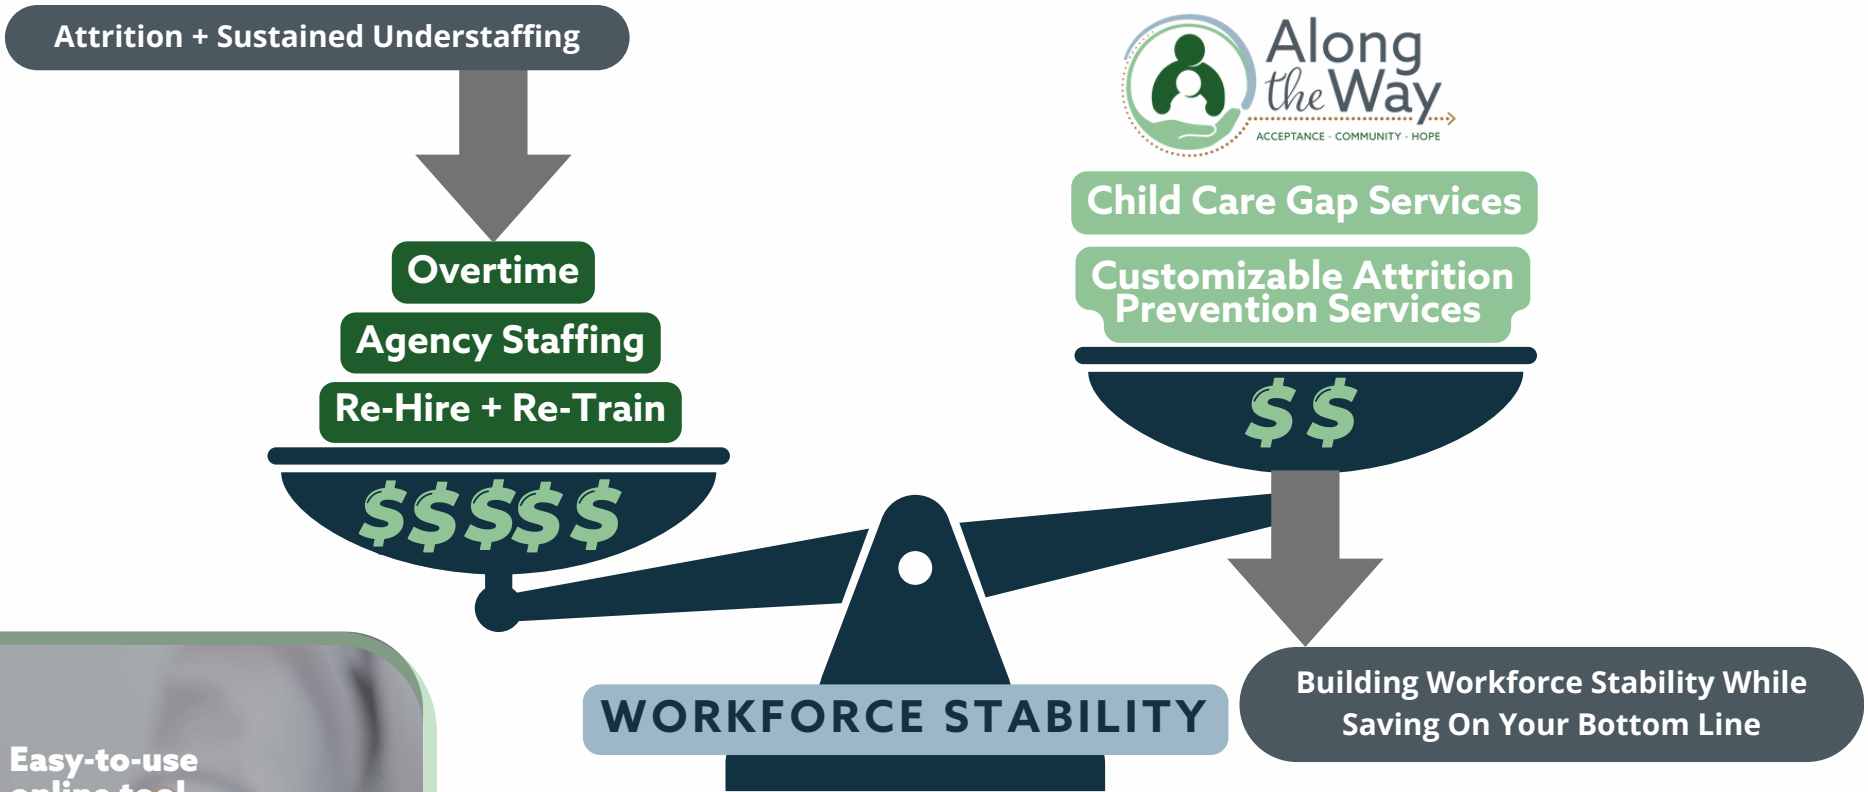 Attrition + Sustained Understaffing
Overtime
Agency Staffing
Re-Hire + Re-Train
$$$$$
Along
the Way
ACCEPTANCE · COMMUNITY · HOPE
Child Care Gap Services
Customizable Attrition
Prevention Services
$$
WORKFORCE STABILITY
Building Workforce Stability While
Saving On Your Bottom Line
Easy-to-use
online tool